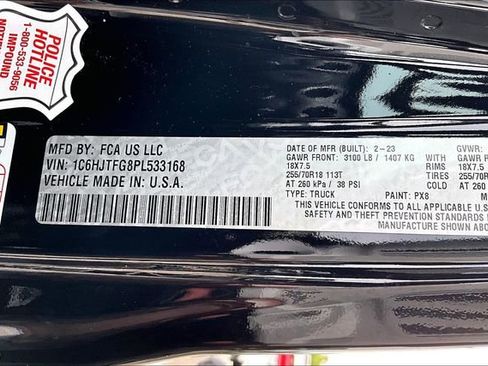 POLICE
HOTLINE
1-800-533-9056
IMPOUND
MFD. BY: FCA US LLC
VIN: 1C6HJTFG8PL533168
VEHICLE MADE IN U.S.A.
DATE OF MFR (BUILT): 2-23
GAWR FRONT: 3100 LB / 1407 KG
18X7.5
255/70R18 113T
AT 260 kPa / 38 PSI
TYPE: TRUCK PAINT: PX8
THIS VEHICLE CONFORMS TO ALL APPLICABLE U.S.
SAFETY AND THEFT PREVENTION STANDARDS
MANUFACTURE SHOWN ABO
GVWR:
GAWR
WITH RIMS 18X7.5
TIRES 255/70
AT 260